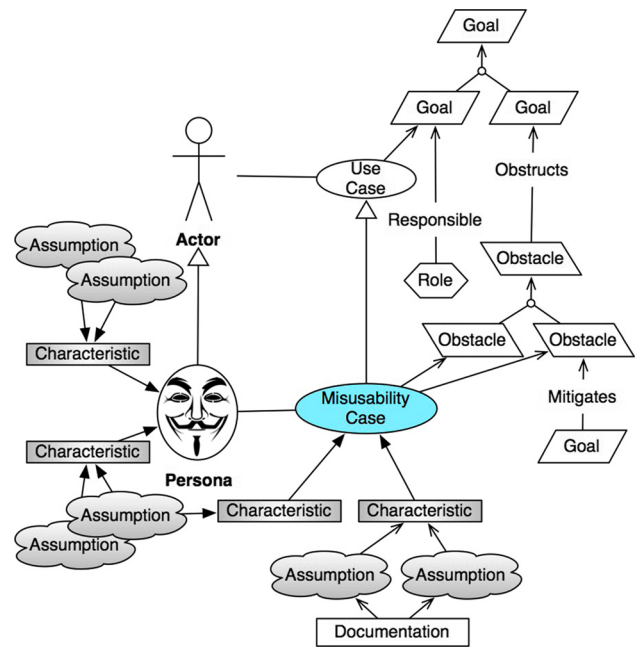 Goal
Goal
Goal
Use
Case
Obstructs
Responsible
Actor
Assumption
Assumption
Obstacle
Role
Characteristic
Obstacle
Obstacle
Misusability
Case
Mitigates
Characteristic
Goal
Persona
Assumption
Characteristic
Characteristic
Assumption
Assumption
Assumption
Documentation